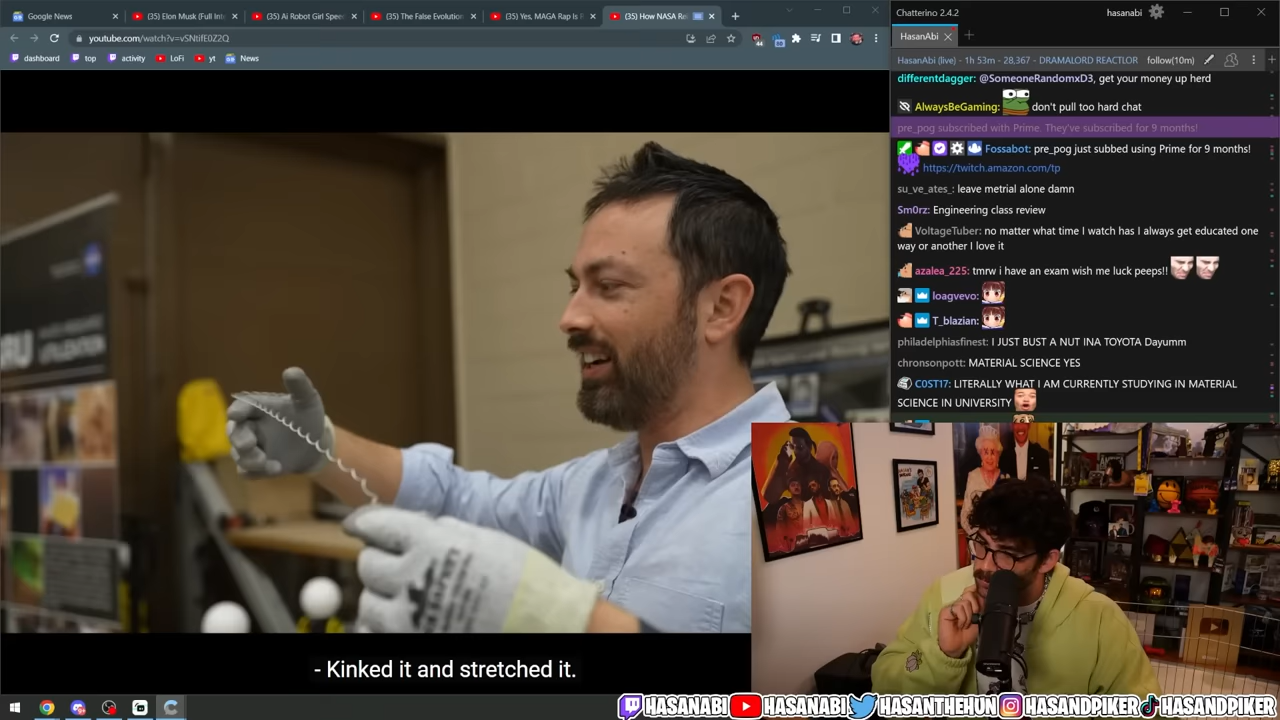 Google News
(35) Elon Musk (Full Int
(35) Ai Robot Girl Spee
(35) The False Evolution
(35) Yes, MAGA Rap Is R
(35) How NASA Re
youtube.com/watch?v=vSNtifE0Z2Q
dashboard
top
activity
LoFi
yt
News
Chatterino 2.4.2
hasanabi
HasanAbi
HasanAbi (live) - 1h 53m - 28,367 - DRAMALORD REACTLOR
follow(10m)
differentdagger: @SomeoneRandomxD3, get your money up herd
AlwaysBeGaming: don't pull too hard chat
pre_pog subscribed with Prime. They've subscribed for 9 months!
Fossabot: pre_pog just subbed using Prime for 9 months!
https://twitch.amazon.com/tp
su_ve_ates_: leave metrial alone damn
Sm0rz: Engineering class review
VoltageTuber: no matter what time I watch has I always get educated one
way or another I love it
azalea_225: tmrw i have an exam wish me luck peeps!!
loagvevo:
T_blazian:
philadelphiasfinest: I JUST BUST A NUT INA TOYOTA Dayumm
chronsonpott: MATERIAL SCIENCE YES
C0ST17: LITERALLY WHAT I AM CURRENTLY STUDYING IN MATERIAL
SCIENCE IN UNIVERSITY
- Kinked it and stretched it.
HASANABI
HASANABI
HASANTHEHUN
HASANDPIKER
HASANDPIKER